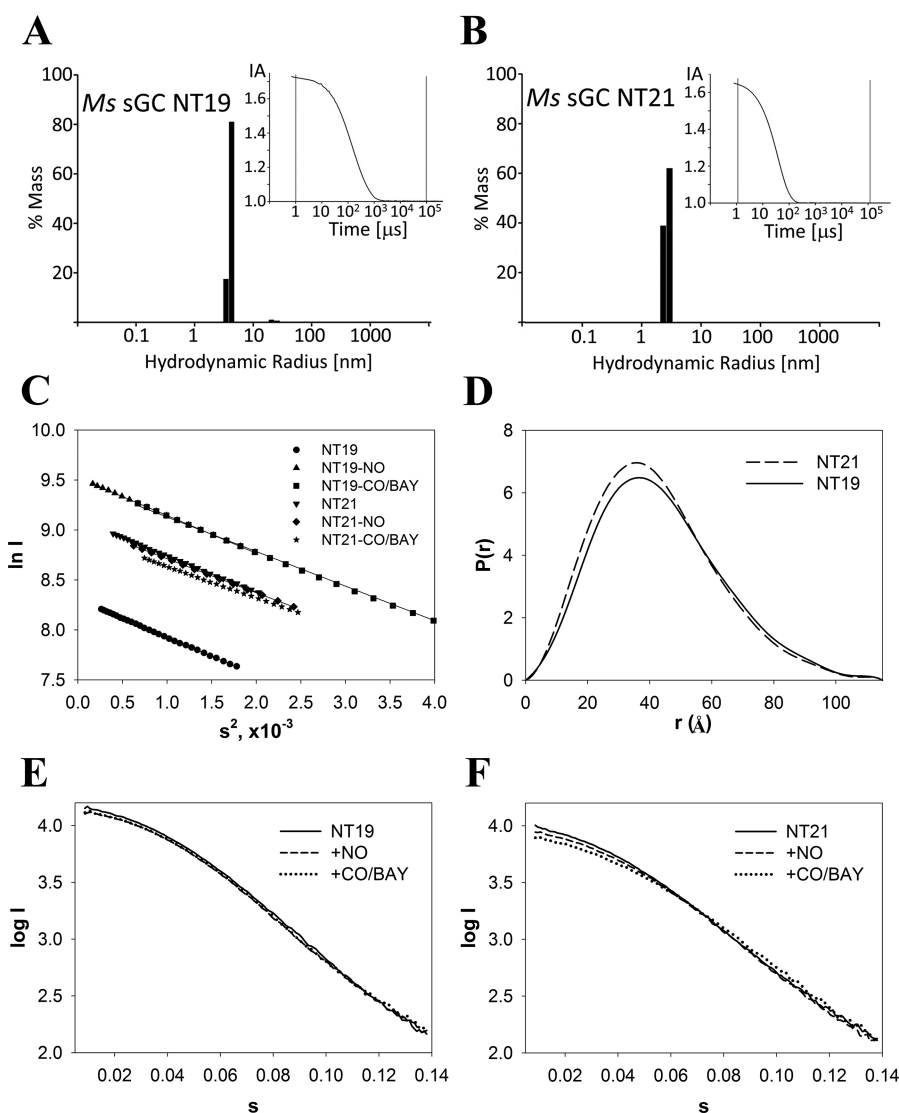 A
100
80
60
40
20
% Mass
Ms sGC NT19
0.1 1 10 100 1000
Hydrodynamic Radius [nm]
IA
1.6
1.4
1.2
1.0
1 10 10² 10³ 10⁴ 10⁵
Time [µs]
B
100
80
60
40
20
% Mass
Ms sGC NT21
0.1 1 10 100 1000
Hydrodynamic Radius [nm]
IA
1.6
1.4
1.2
1.0
1 10 10² 10³ 10⁴ 10⁵
Time [µs]
C
10.0
9.5
9.0
8.5
8.0
7.5
ln I
NT19
NT19-NO
NT19-CO/BAY
NT21
NT21-NO
NT21-CO/BAY
0.0 0.5 1.0 1.5 2.0 2.5 3.0 3.5 4.0
s², x10⁻³
D
8
6
4
2
0
P(r)
NT21
NT19
0 20 40 60 80 100
r (Å)
E
4.0
3.5
3.0
2.5
2.0
log I
NT19
+NO
+CO/BAY
0.02 0.04 0.06 0.08 0.10 0.12 0.14
s
F
4.0
3.5
3.0
2.5
2.0
log I
NT21
+NO
+CO/BAY
0.02 0.04 0.06 0.08 0.10 0.12 0.14
s